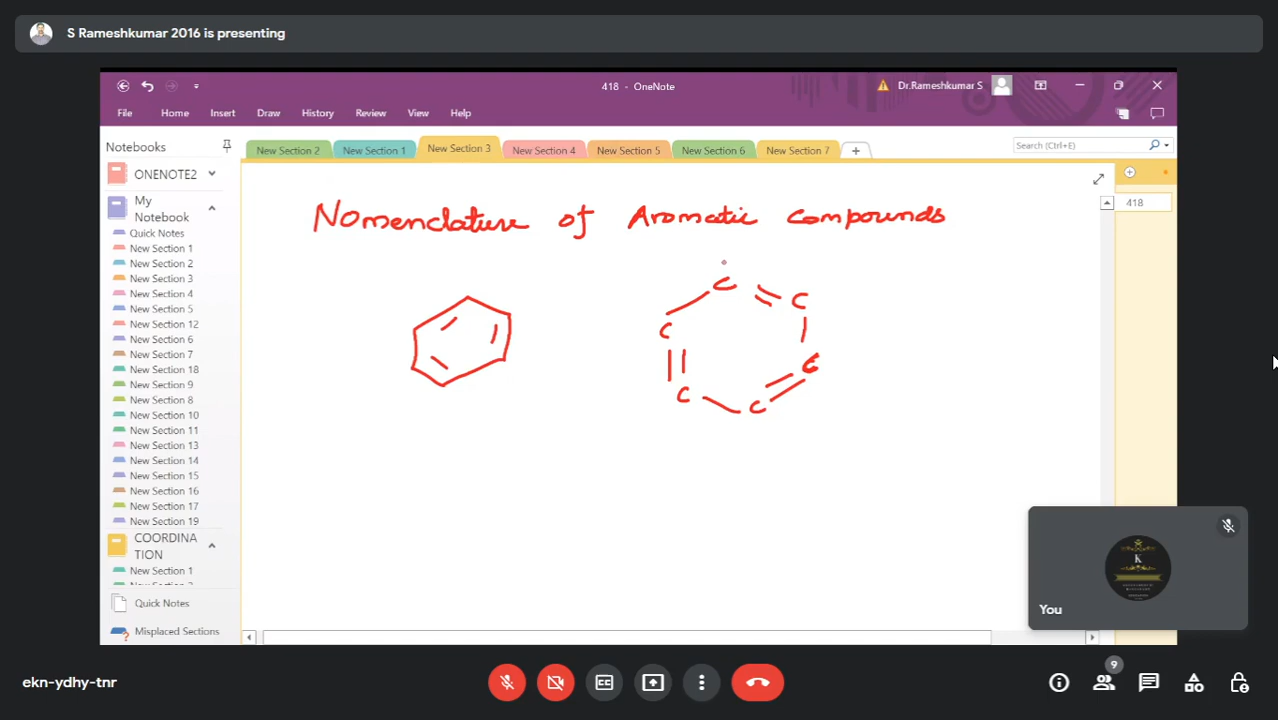 S Rameshkumar 2016 is presenting
418 - OneNote
Dr.Rameshkumar S
File Home Insert Draw History Review View Help
Notebooks
New Section 2 New Section 1 New Section 3 New Section 4 New Section 5 New Section 6 New Section 7 +
Search (Ctrl+E)
ONENOTE2
My
Notebook
Quick Notes
New Section 1
New Section 2
New Section 3
New Section 4
New Section 5
New Section 12
New Section 6
New Section 7
New Section 18
New Section 9
New Section 8
New Section 10
New Section 11
New Section 13
New Section 14
New Section 15
New Section 16
New Section 17
New Section 19
COORDINA
TION
New Section 1
Quick Notes
Misplaced Sections
418
Nomenclature of Aromatic compounds
C
C
C
C
C
C
K
You
ekn-ydhy-tnr
CC
9